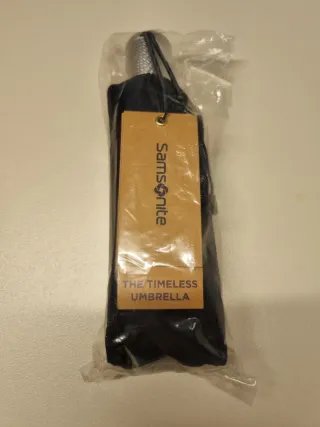 Samsonite
THE TIMELESS
UMBRELLA